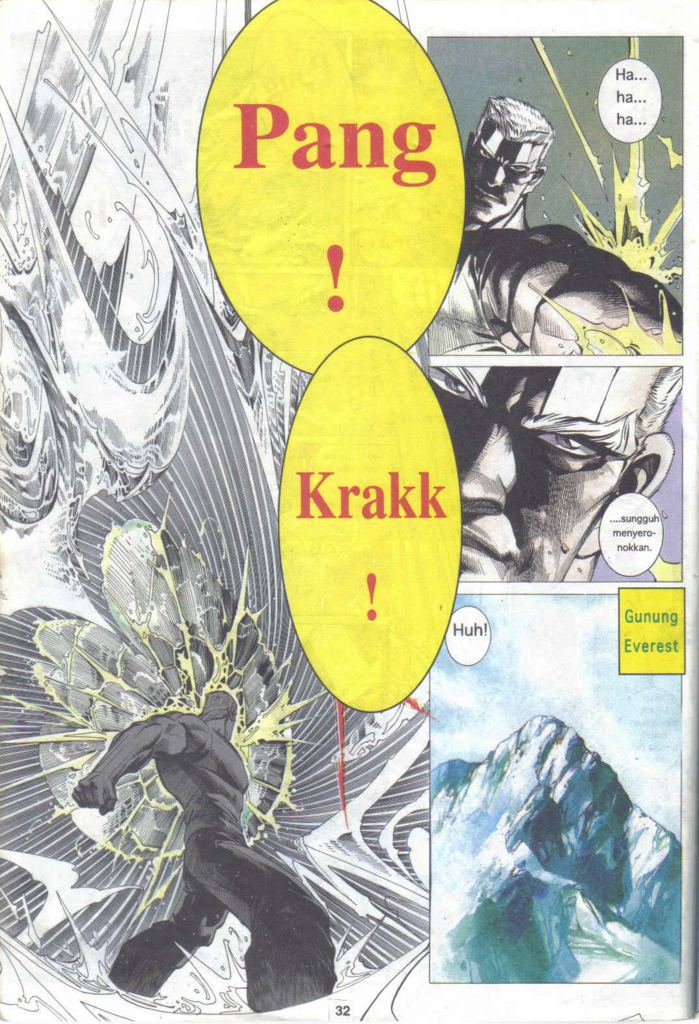 Pang
!
Krakk
!
Ha...
ha...
ha...
....sungguh
menyero-
nokkan.
Huh!
Gunung
Everest
32